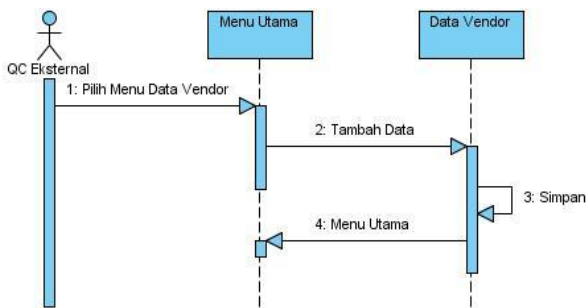 Menu Utama
Data Vendor
QC Eksternal
1: Pilih Menu Data Vendor
2: Tambah Data
3: Simpan
4: Menu Utama